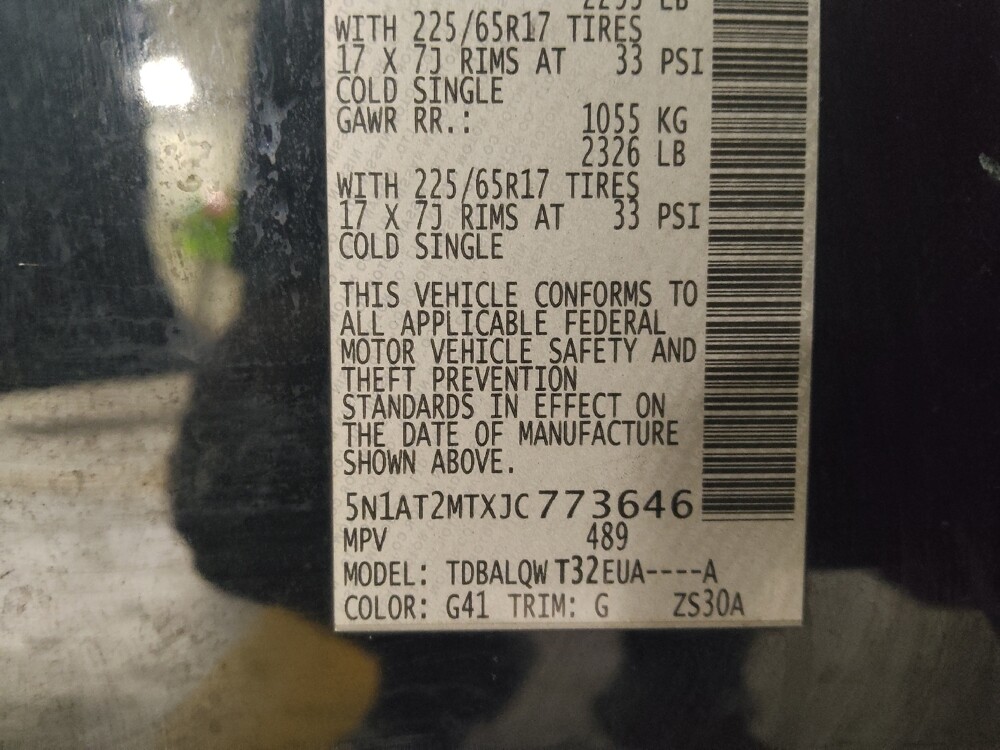 2255 LB
WITH 225/65R17 TIRES
17 X 7J RIMS AT 33 PSI
COLD SINGLE
GAWR RR.: 1055 KG
2326 LB
WITH 225/65R17 TIRES
17 X 7J RIMS AT 33 PSI
COLD SINGLE
THIS VEHICLE CONFORMS TO
ALL APPLICABLE FEDERAL
MOTOR VEHICLE SAFETY AND
THEFT PREVENTION
STANDARDS IN EFFECT ON
THE DATE OF MANUFACTURE
SHOWN ABOVE.
5N1AT2MTXJC773646
MPV 489
MODEL: TDBALQWT32EUA----A
COLOR: G41 TRIM: G ZS30A